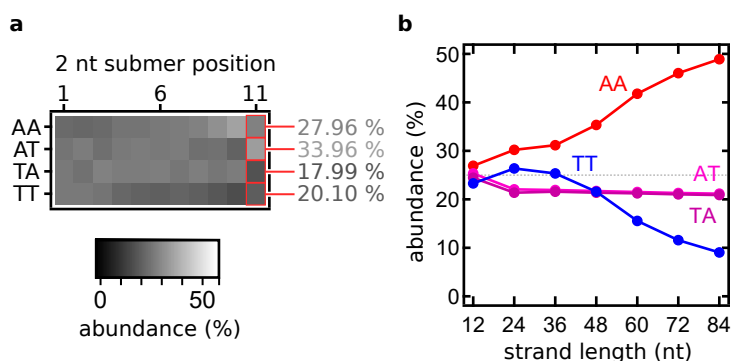 a
2 nt submer position
1 6 11
AA 27.96 %
AT 33.96 %
TA 17.99 %
TT 20.10 %
0 50
abundance (%)
b
50
40
30
20
10
0
abundance (%)
AA
TT
AT
TA
12 24 36 48 60 72 84
strand length (nt)